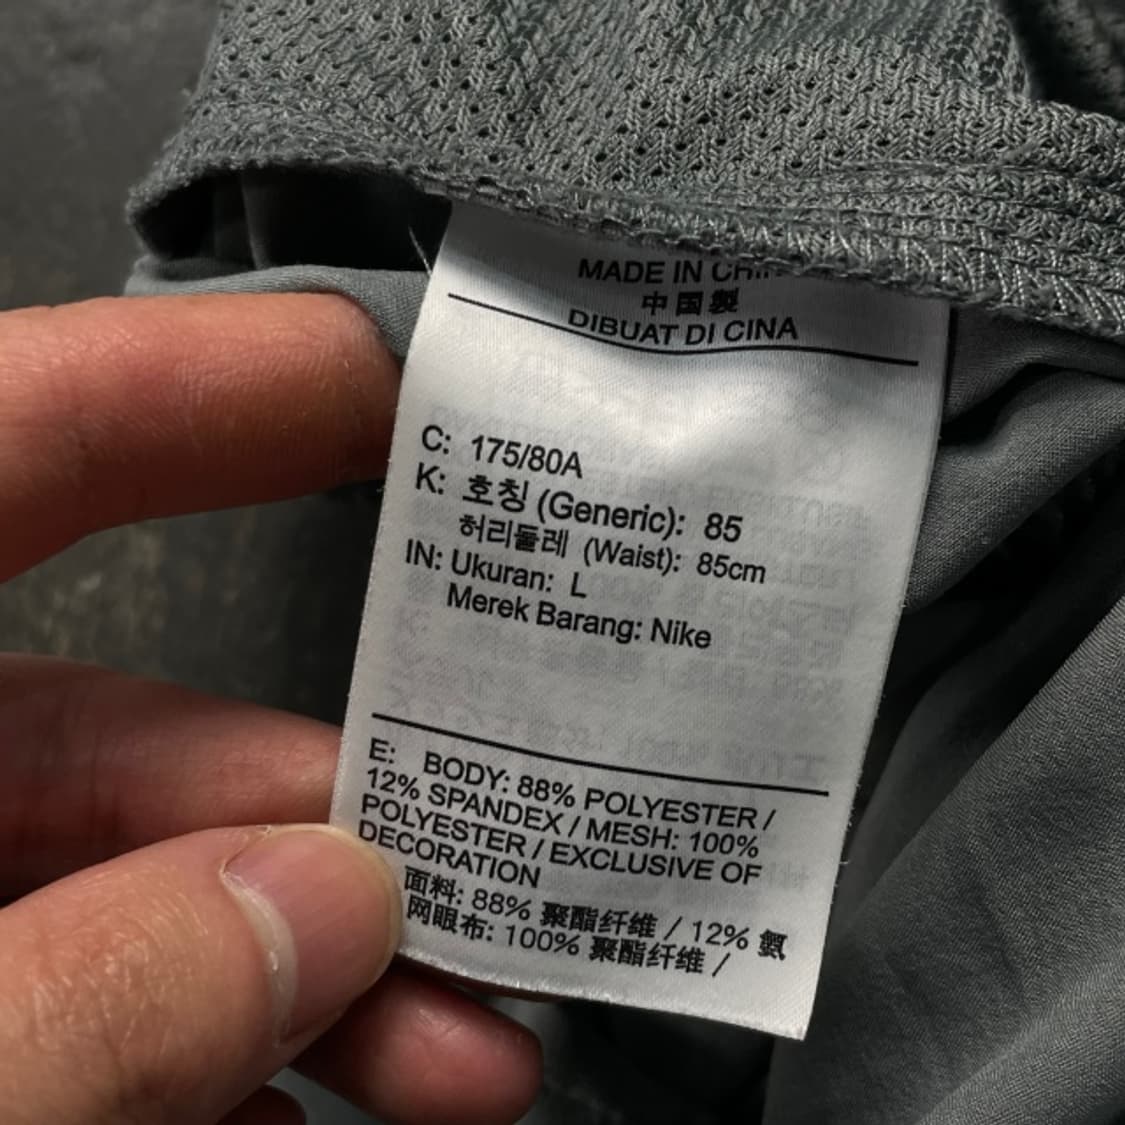 MADE IN CHIN
中国製
DIBUAT DI CINA
C: 175/80A
K: 호칭 (Generic): 85
허리둘레 (Waist): 85cm
IN: Ukuran: L
Merek Barang: Nike
E: BODY: 88% POLYESTER /
12% SPANDEX / MESH: 100%
POLYESTER / EXCLUSIVE OF
DECORATION
面料: 88% 聚酯纤维 / 12% 氨
网眼布: 100% 聚酯纤维 /